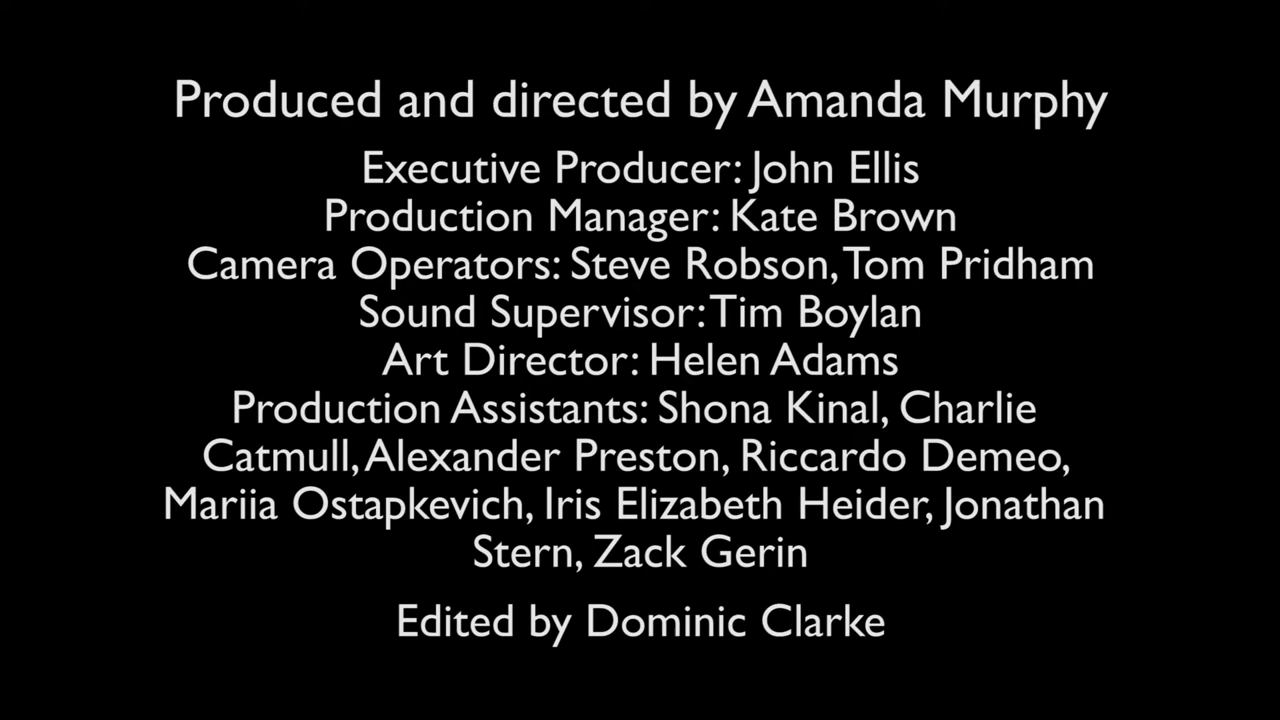 Produced and directed by Amanda Murphy
Executive Producer: John Ellis
Production Manager: Kate Brown
Camera Operators: Steve Robson, Tom Pridham
Sound Supervisor: Tim Boylan
Art Director: Helen Adams
Production Assistants: Shona Kinal, Charlie
Catmull, Alexander Preston, Riccardo Demeo,
Mariia Ostapkevich, Iris Elizabeth Heider, Jonathan
Stern, Zack Gerin
Edited by Dominic Clarke